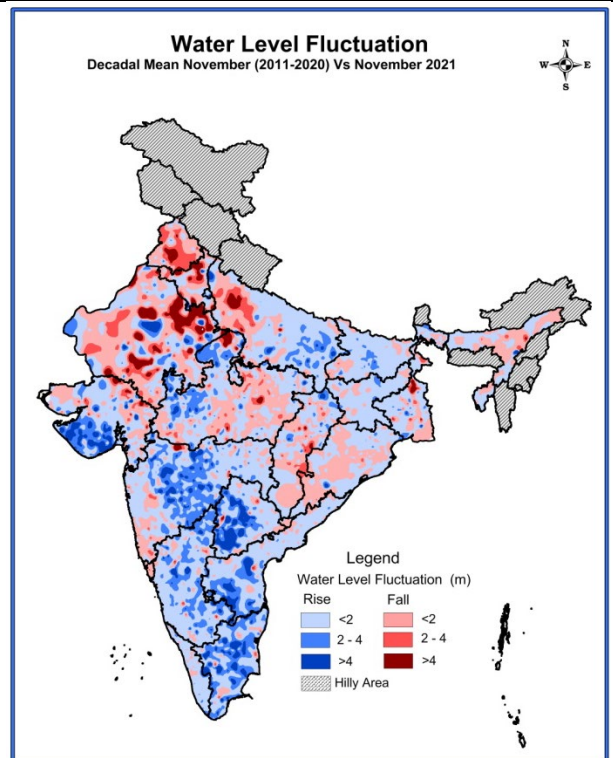 Water Level Fluctuation
Decadal Mean November (2011-2020) Vs November 2021
N
W E
S
Legend
Water Level Fluctuation (m)
Rise Fall
<2 <2
2 - 4 2 - 4
>4 >4
Hilly Area